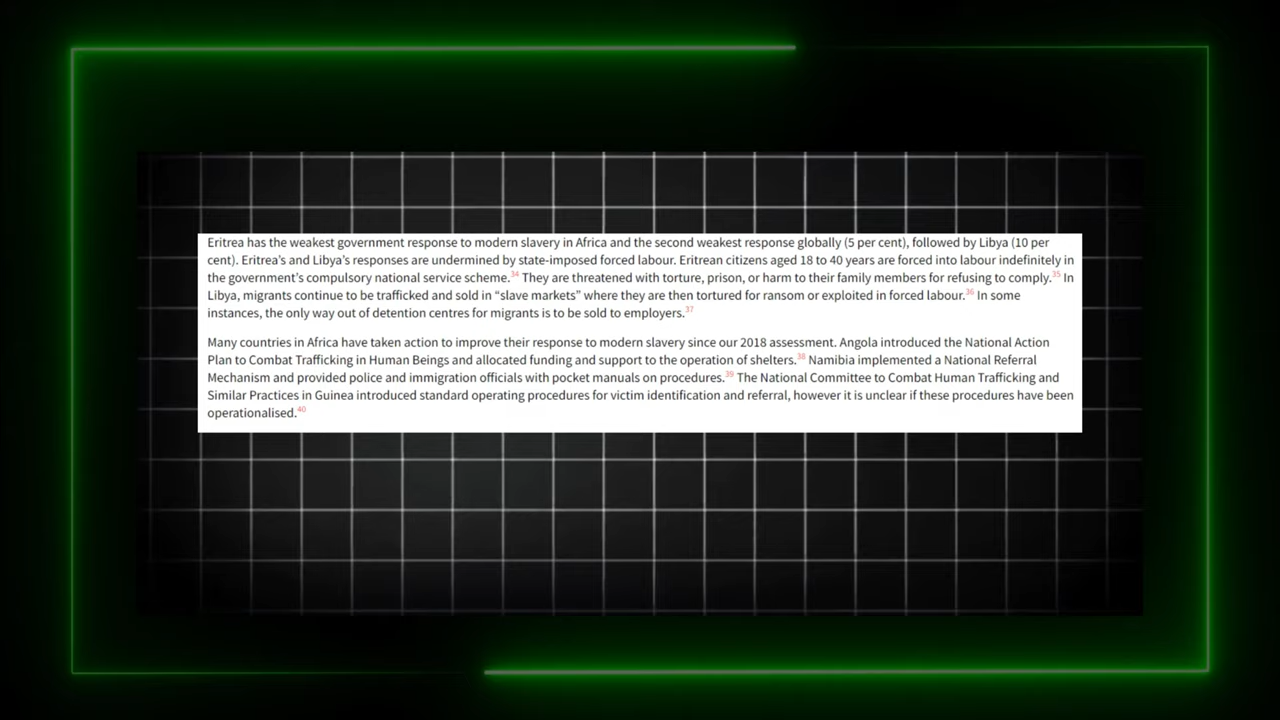 Eritrea has the weakest government response to modern slavery in Africa and the second weakest response globally (5 per cent), followed by Libya (10 per
cent). Eritrea's and Libya's responses are undermined by state-imposed forced labour. Eritrean citizens aged 18 to 40 years are forced into labour indefinitely in
the government's compulsory national service scheme.34 They are threatened with torture, prison, or harm to their family members for refusing to comply.35 In
Libya, migrants continue to be trafficked and sold in “slave markets” where they are then tortured for ransom or exploited in forced labour.36 In some
instances, the only way out of detention centres for migrants is to be sold to employers.37
Many countries in Africa have taken action to improve their response to modern slavery since our 2018 assessment. Angola introduced the National Action
Plan to Combat Trafficking in Human Beings and allocated funding and support to the operation of shelters.38 Namibia implemented a National Referral
Mechanism and provided police and immigration officials with pocket manuals on procedures.39 The National Committee to Combat Human Trafficking and
Similar Practices in Guinea introduced standard operating procedures for victim identification and referral, however it is unclear if these procedures have been
operationalised.40